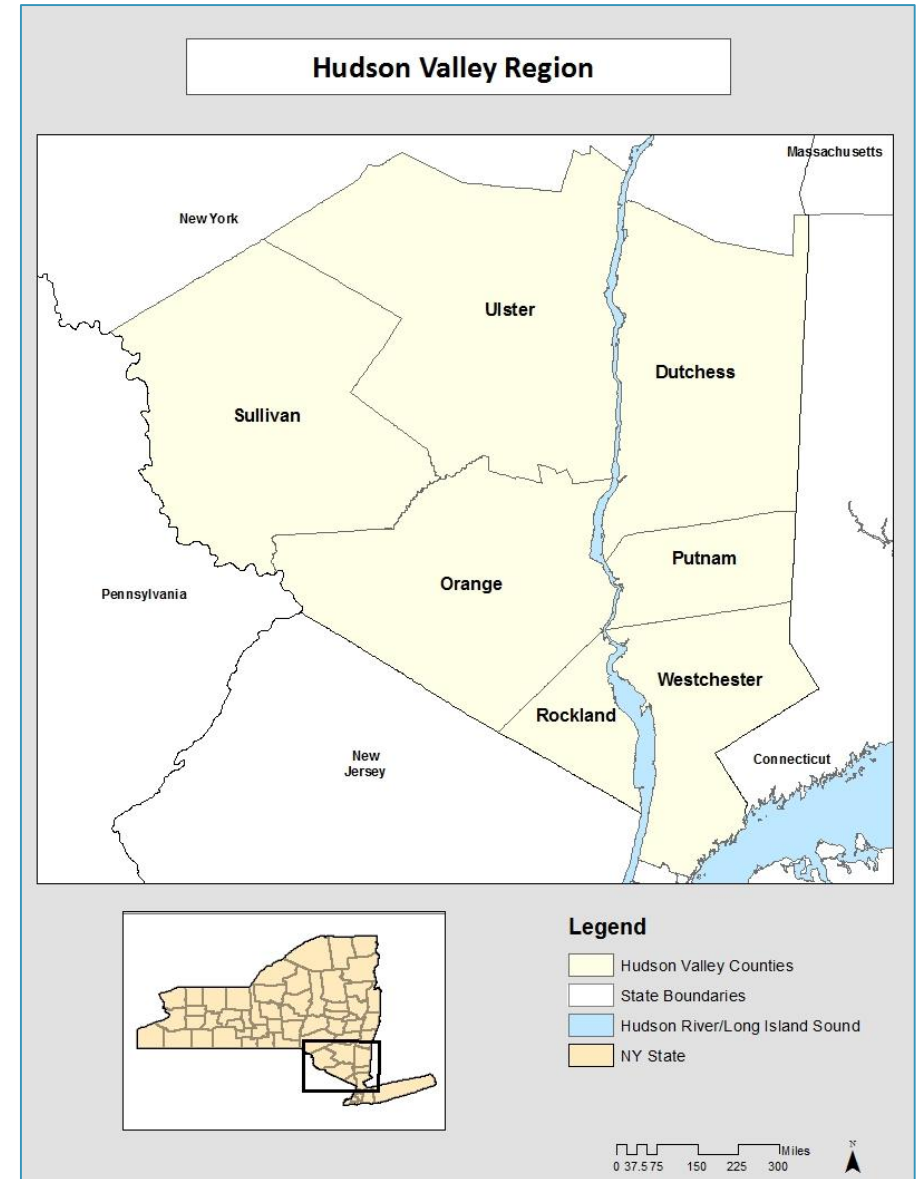 Hudson Valley Region
Massachusetts
New York
Ulster
Dutchess
Sullivan
Putnam
Orange
Pennsylvania
Westchester
Rockland
New
Jersey
Connecticut
Legend
Hudson Valley Counties
State Boundaries
Hudson River/Long Island Sound
NY State
N
Miles
0 37.5 75 150 225 300